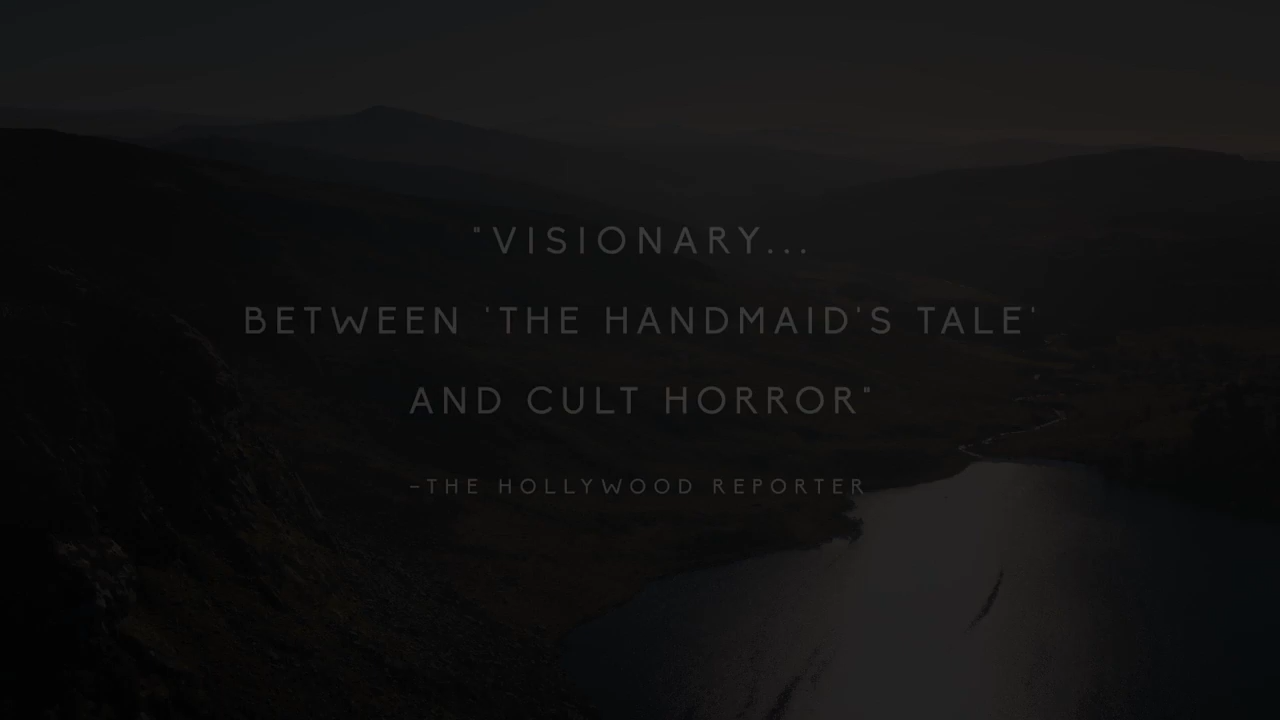 "VISIONARY...
BETWEEN 'THE HANDMAID'S TALE'
AND CULT HORROR"
-THE HOLLYWOOD REPORTER